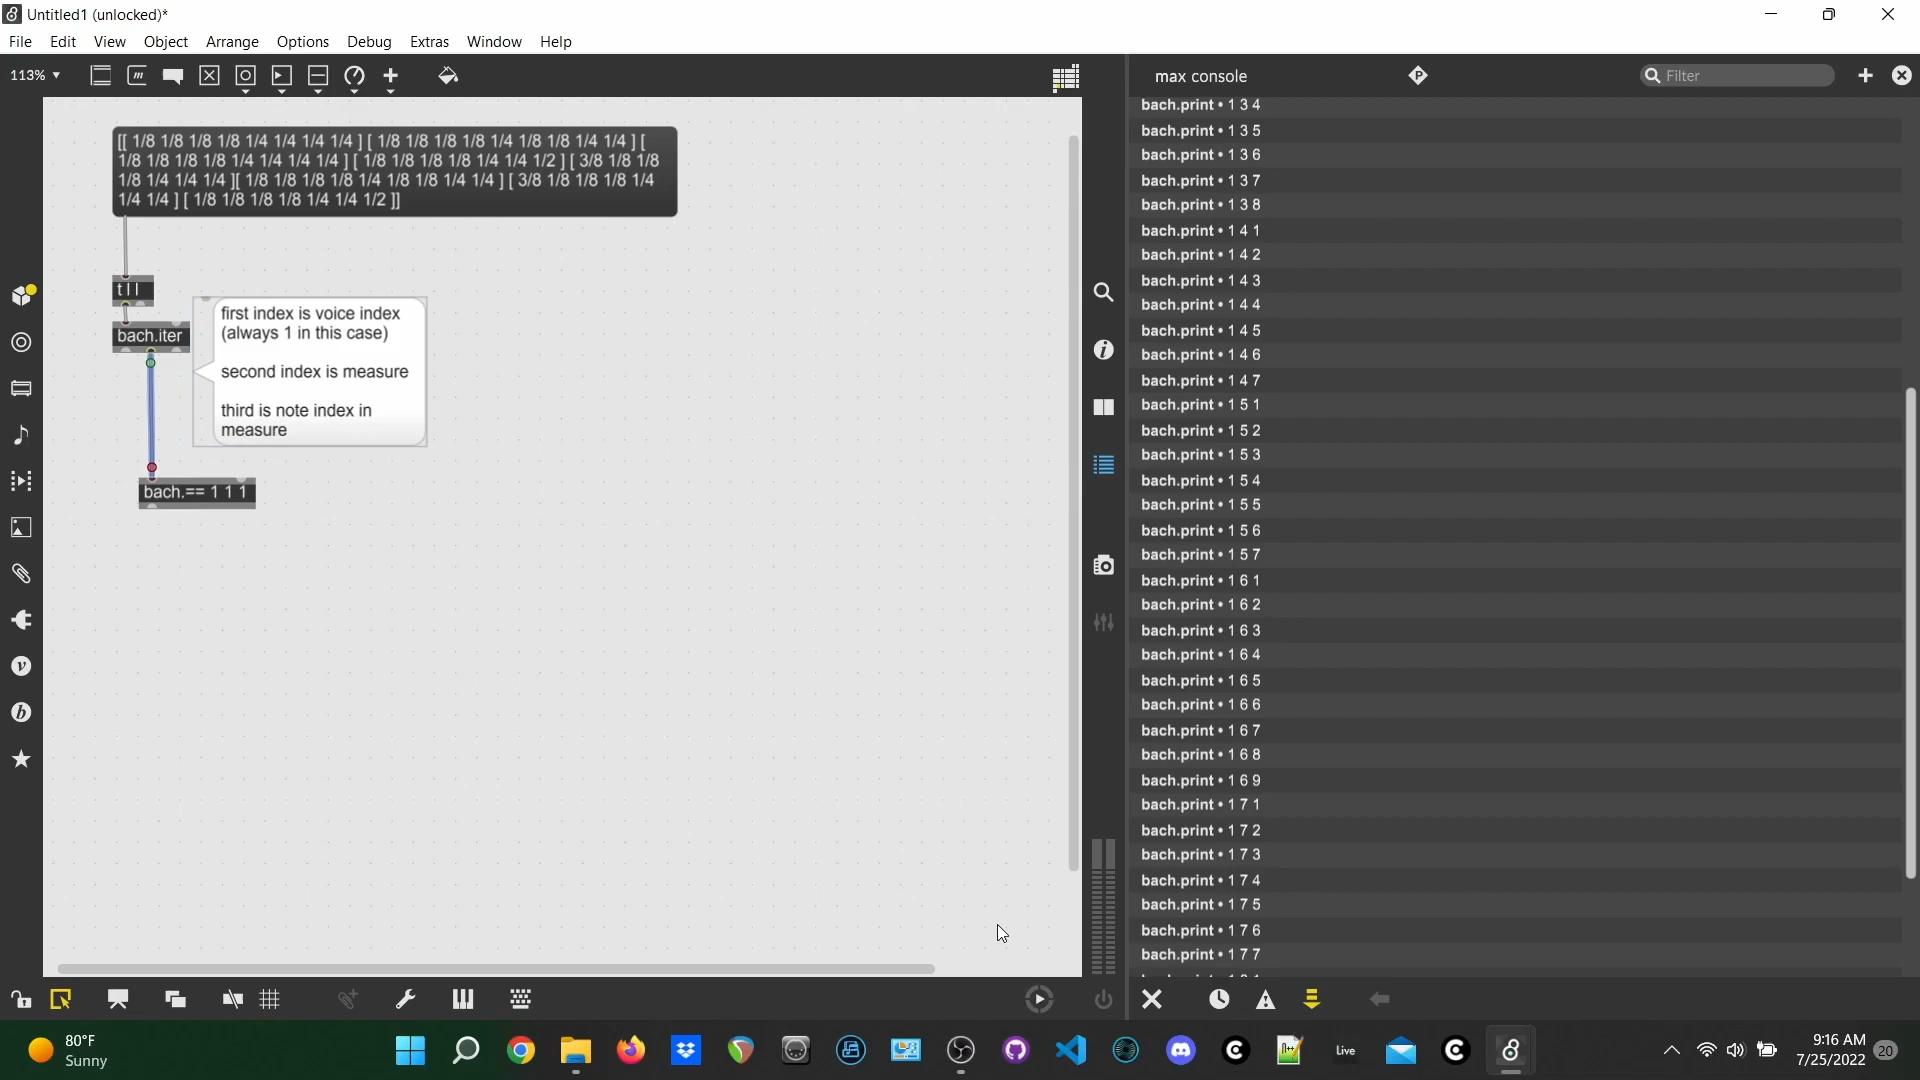 Untitled1 (unlocked)*
File Edit View Object Arrange Options Debug Extras Window Help
113%
[[ 1/8 1/8 1/8 1/8 1/4 1/4 1/4 1/4 ] [ 1/8 1/8 1/8 1/8 1/4 1/8 1/8 1/4 1/4 ] [
1/8 1/8 1/8 1/8 1/4 1/4 1/4 1/4 ] [ 1/8 1/8 1/8 1/8 1/4 1/4 1/2 ] [ 3/8 1/8 1/8
1/8 1/4 1/4 1/4 ][ 1/8 1/8 1/8 1/8 1/4 1/8 1/8 1/4 1/4 ] [ 3/8 1/8 1/8 1/8 1/4
1/4 1/4 ] [ 1/8 1/8 1/8 1/8 1/4 1/4 1/2 ]]
t l l
bach.iter
first index is voice index
(always 1 in this case)
second index is measure
third is note index in
measure
bach.== 1 1 1
max console
Filter
bach.print • 1 3 4
bach.print • 1 3 5
bach.print • 1 3 6
bach.print • 1 3 7
bach.print • 1 3 8
bach.print • 1 4 1
bach.print • 1 4 2
bach.print • 1 4 3
bach.print • 1 4 4
bach.print • 1 4 5
bach.print • 1 4 6
bach.print • 1 4 7
bach.print • 1 5 1
bach.print • 1 5 2
bach.print • 1 5 3
bach.print • 1 5 4
bach.print • 1 5 5
bach.print • 1 5 6
bach.print • 1 5 7
bach.print • 1 6 1
bach.print • 1 6 2
bach.print • 1 6 3
bach.print • 1 6 4
bach.print • 1 6 5
bach.print • 1 6 6
bach.print • 1 6 7
bach.print • 1 6 8
bach.print • 1 6 9
bach.print • 1 7 1
bach.print • 1 7 2
bach.print • 1 7 3
bach.print • 1 7 4
bach.print • 1 7 5
bach.print • 1 7 6
bach.print • 1 7 7
80°F
Sunny
Live
9:16 AM
7/25/2022
20